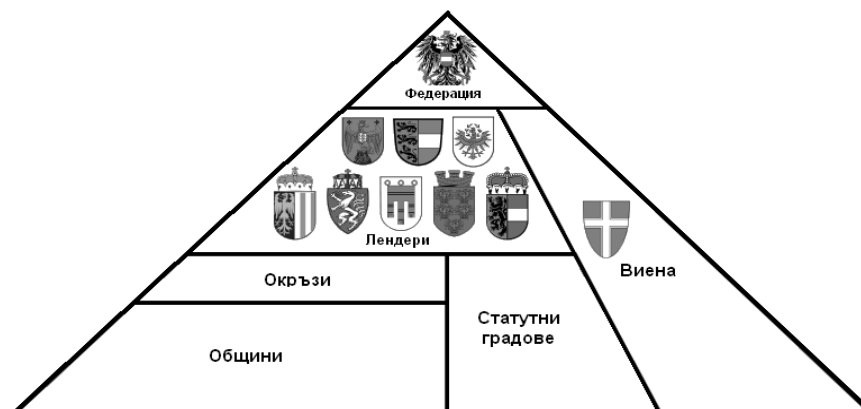 Федерация
Лендери
Виена
Окръзи
Статутни
градове
Общини